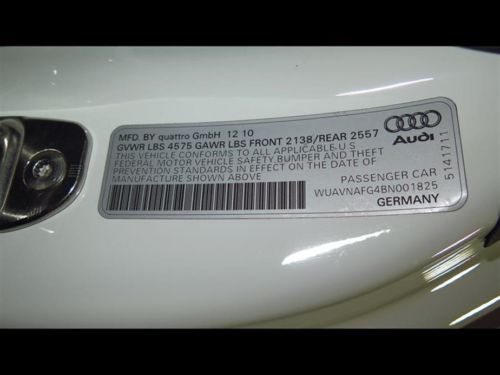 MFD. BY quattro GmbH 12 10
GVWR LBS 4575 GAWR LBS FRONT 2138/REAR 2557
THIS VEHICLE CONFORMS TO ALL APPLICABLE U S
FEDERAL MOTOR VEHICLE SAFETY BUMPER AND THEFT
PREVENTION STANDARDS IN EFFECT ON THE DATE OF
MANUFACTURE SHOWN ABOVE
PASSENGER CAR
WUAVNAFG4BN001825
GERMANY
Audi
5141711